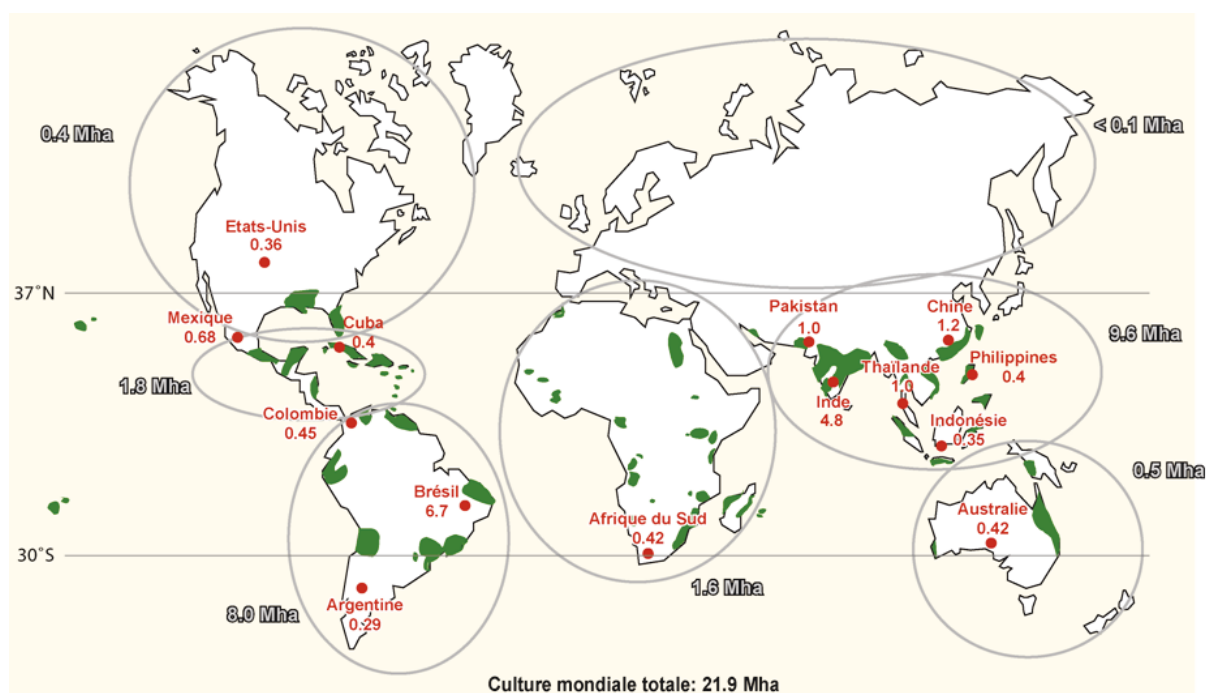 0.4 Mha
< 0.1 Mha
Etats-Unis
0.36
37°N
Mexique
0.68
Cuba
0.4
Pakistan
1.0
Chine
1.2
9.6 Mha
Philippines
0.4
Thaïlande
1.0
1.8 Mha
Inde
4.8
Colombie
0.45
Indonésie
0.35
0.5 Mha
Brésil
6.7
Afrique du Sud
0.42
Australie
0.42
30°S
1.6 Mha
Argentine
0.29
8.0 Mha
Culture mondiale totale: 21.9 Mha